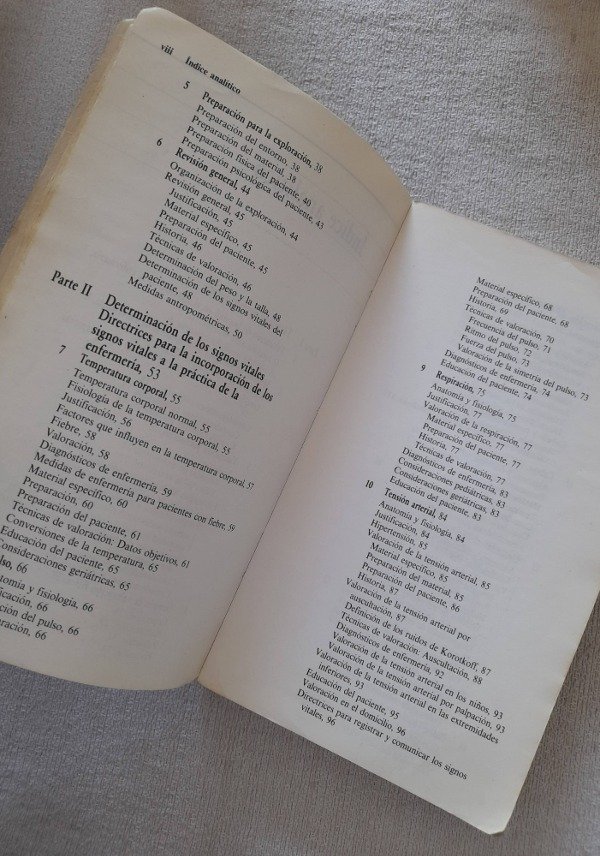 viii Índice analítico
5 Preparación para la exploración, 38
Preparación del entorno, 38
Preparación del material, 38
Preparación física del paciente, 40
Preparación psicológica del paciente, 43
6 Revisión general, 44
Organización de la exploración, 44
Revisión general, 45
Justificación, 45
Material específico, 45
Preparación del paciente, 45
Historia, 46
Técnicas de valoración, 46
Determinación del peso y la talla, 48
Determinación de los signos vitales del
paciente, 48
Medidas antropométricas, 50
Parte II Determinación de los signos vitales
Directrices para la incorporación de los
signos vitales a la práctica de la
enfermería, 53
7 Temperatura corporal, 55
Temperatura corporal normal, 55
Fisiología de la temperatura corporal, 55
Justificación, 56
Factores que influyen en la temperatura corporal, 57
Fiebre, 58
Valoración, 58
Diagnósticos de enfermería, 59
Medidas de enfermería para pacientes con fiebre, 59
Material específico, 60
Preparación, 60
Preparación del paciente, 61
Técnicas de valoración: Datos objetivos, 61
Conversiones de la temperatura, 65
Educación del paciente, 65
Consideraciones geriátricas, 65
lso, 66
natomía y fisiología, 66
ificación, 66
ción del pulso, 66
aración, 66
Material específico, 68
Preparación del paciente, 68
Historia, 69
Técnicas de valoración, 70
Frecuencia del pulso, 71
Ritmo del pulso, 72
Fuerza del pulso, 73
Valoración de la simetría del pulso, 73
Diagnósticos de enfermería, 74
Educación del paciente, 74
9 Respiración, 75
Anatomía y fisiología, 75
Justificación, 77
Valoración de la respiración, 77
Material específico, 77
Preparación del paciente, 77
Historia, 77
Técnicas de valoración, 77
Diagnósticos de enfermería, 83
Consideraciones pediátricas, 83
Consideraciones geriátricas, 83
Educación del paciente, 83
10 Tensión arterial, 84
Anatomía y fisiología, 84
Justificación, 84
Hipertensión, 85
Valoración de la tensión arterial, 85
Material específico, 85
Preparación del material, 85
Preparación del paciente, 86
Historia, 87
Valoración de la tensión arterial por
auscultación, 87
Definición de los ruidos de Korotkoff, 87
Técnicas de valoración: Auscultación, 88
Diagnósticos de enfermería, 92
Valoración de la tensión arterial en los niños, 93
Valoración de la tensión arterial por palpación, 93
Valoración de la tensión arterial en las extremidades
inferiores, 93
Educación del paciente, 95
Valoración en el domicilio, 96
Directrices para registrar y comunicar los signos
vitales, 96